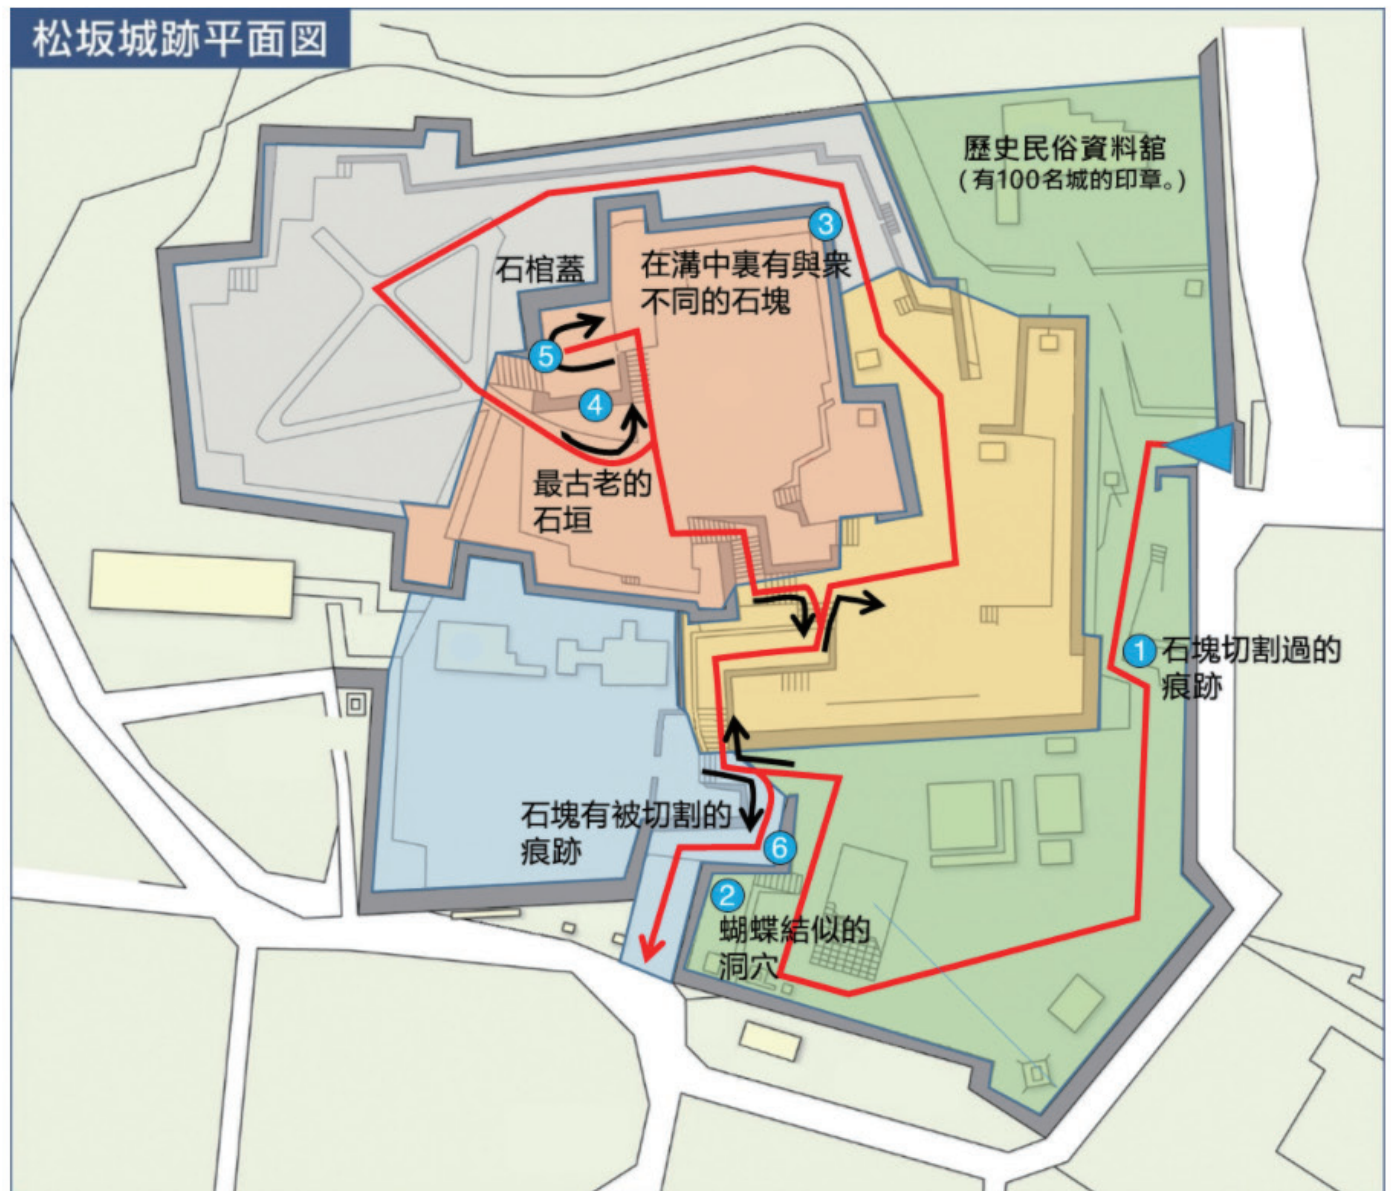 松坂城跡平面図
歷史民俗資料舘
(有100名城的印章。)
3
石棺蓋
在溝中裏有與衆
不同的石塊
5
4
最古老的
石垣
1
石塊切割過的
痕跡
石塊有被切割的
痕跡
6
2
蝴蝶結似的
洞穴